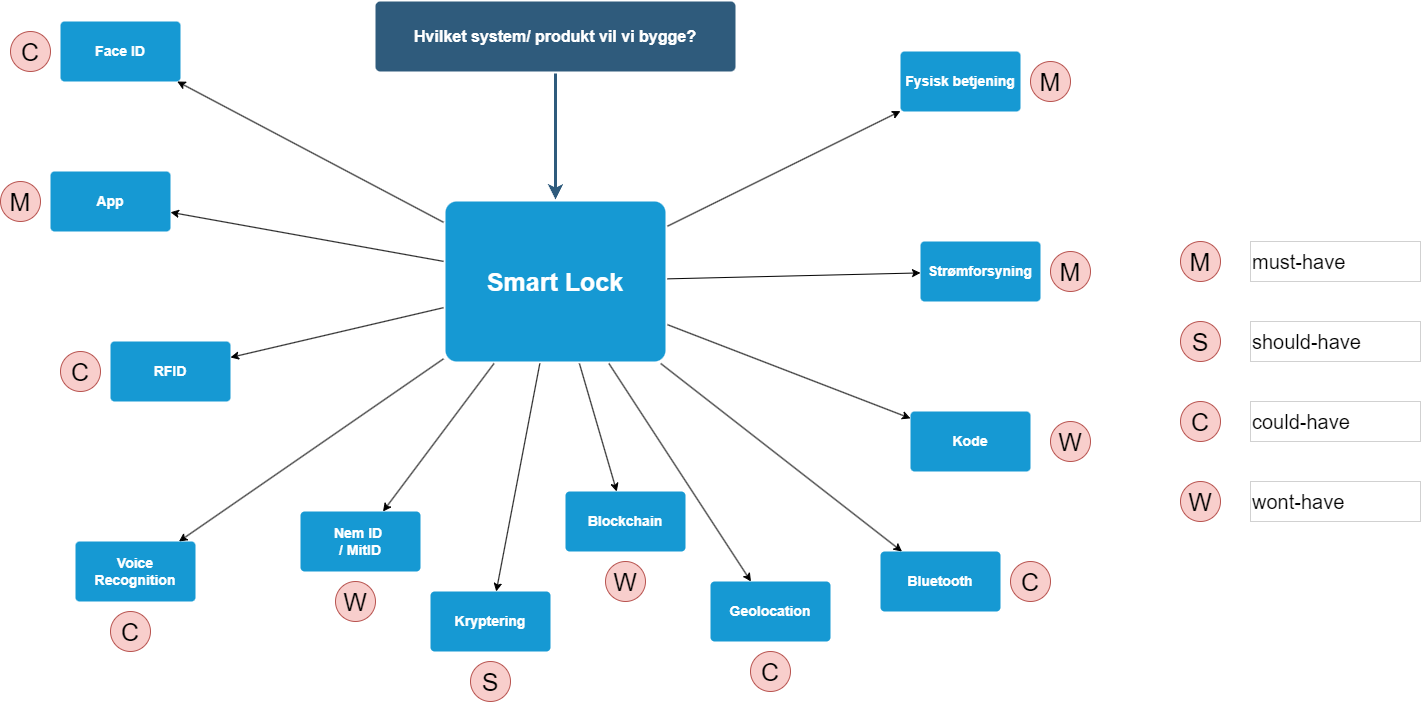 Hvilket system/ produkt vil vi bygge?
C
Face ID
Fysisk betjening
M
M
App
Smart Lock
Strømforsyning
M
C
RFID
Kode
W
Voice
Recognition
C
Nem ID
/ MitID
W
Kryptering
S
Blockchain
W
Geolocation
C
Bluetooth
C
M
must-have
S
should-have
C
could-have
W
wont-have